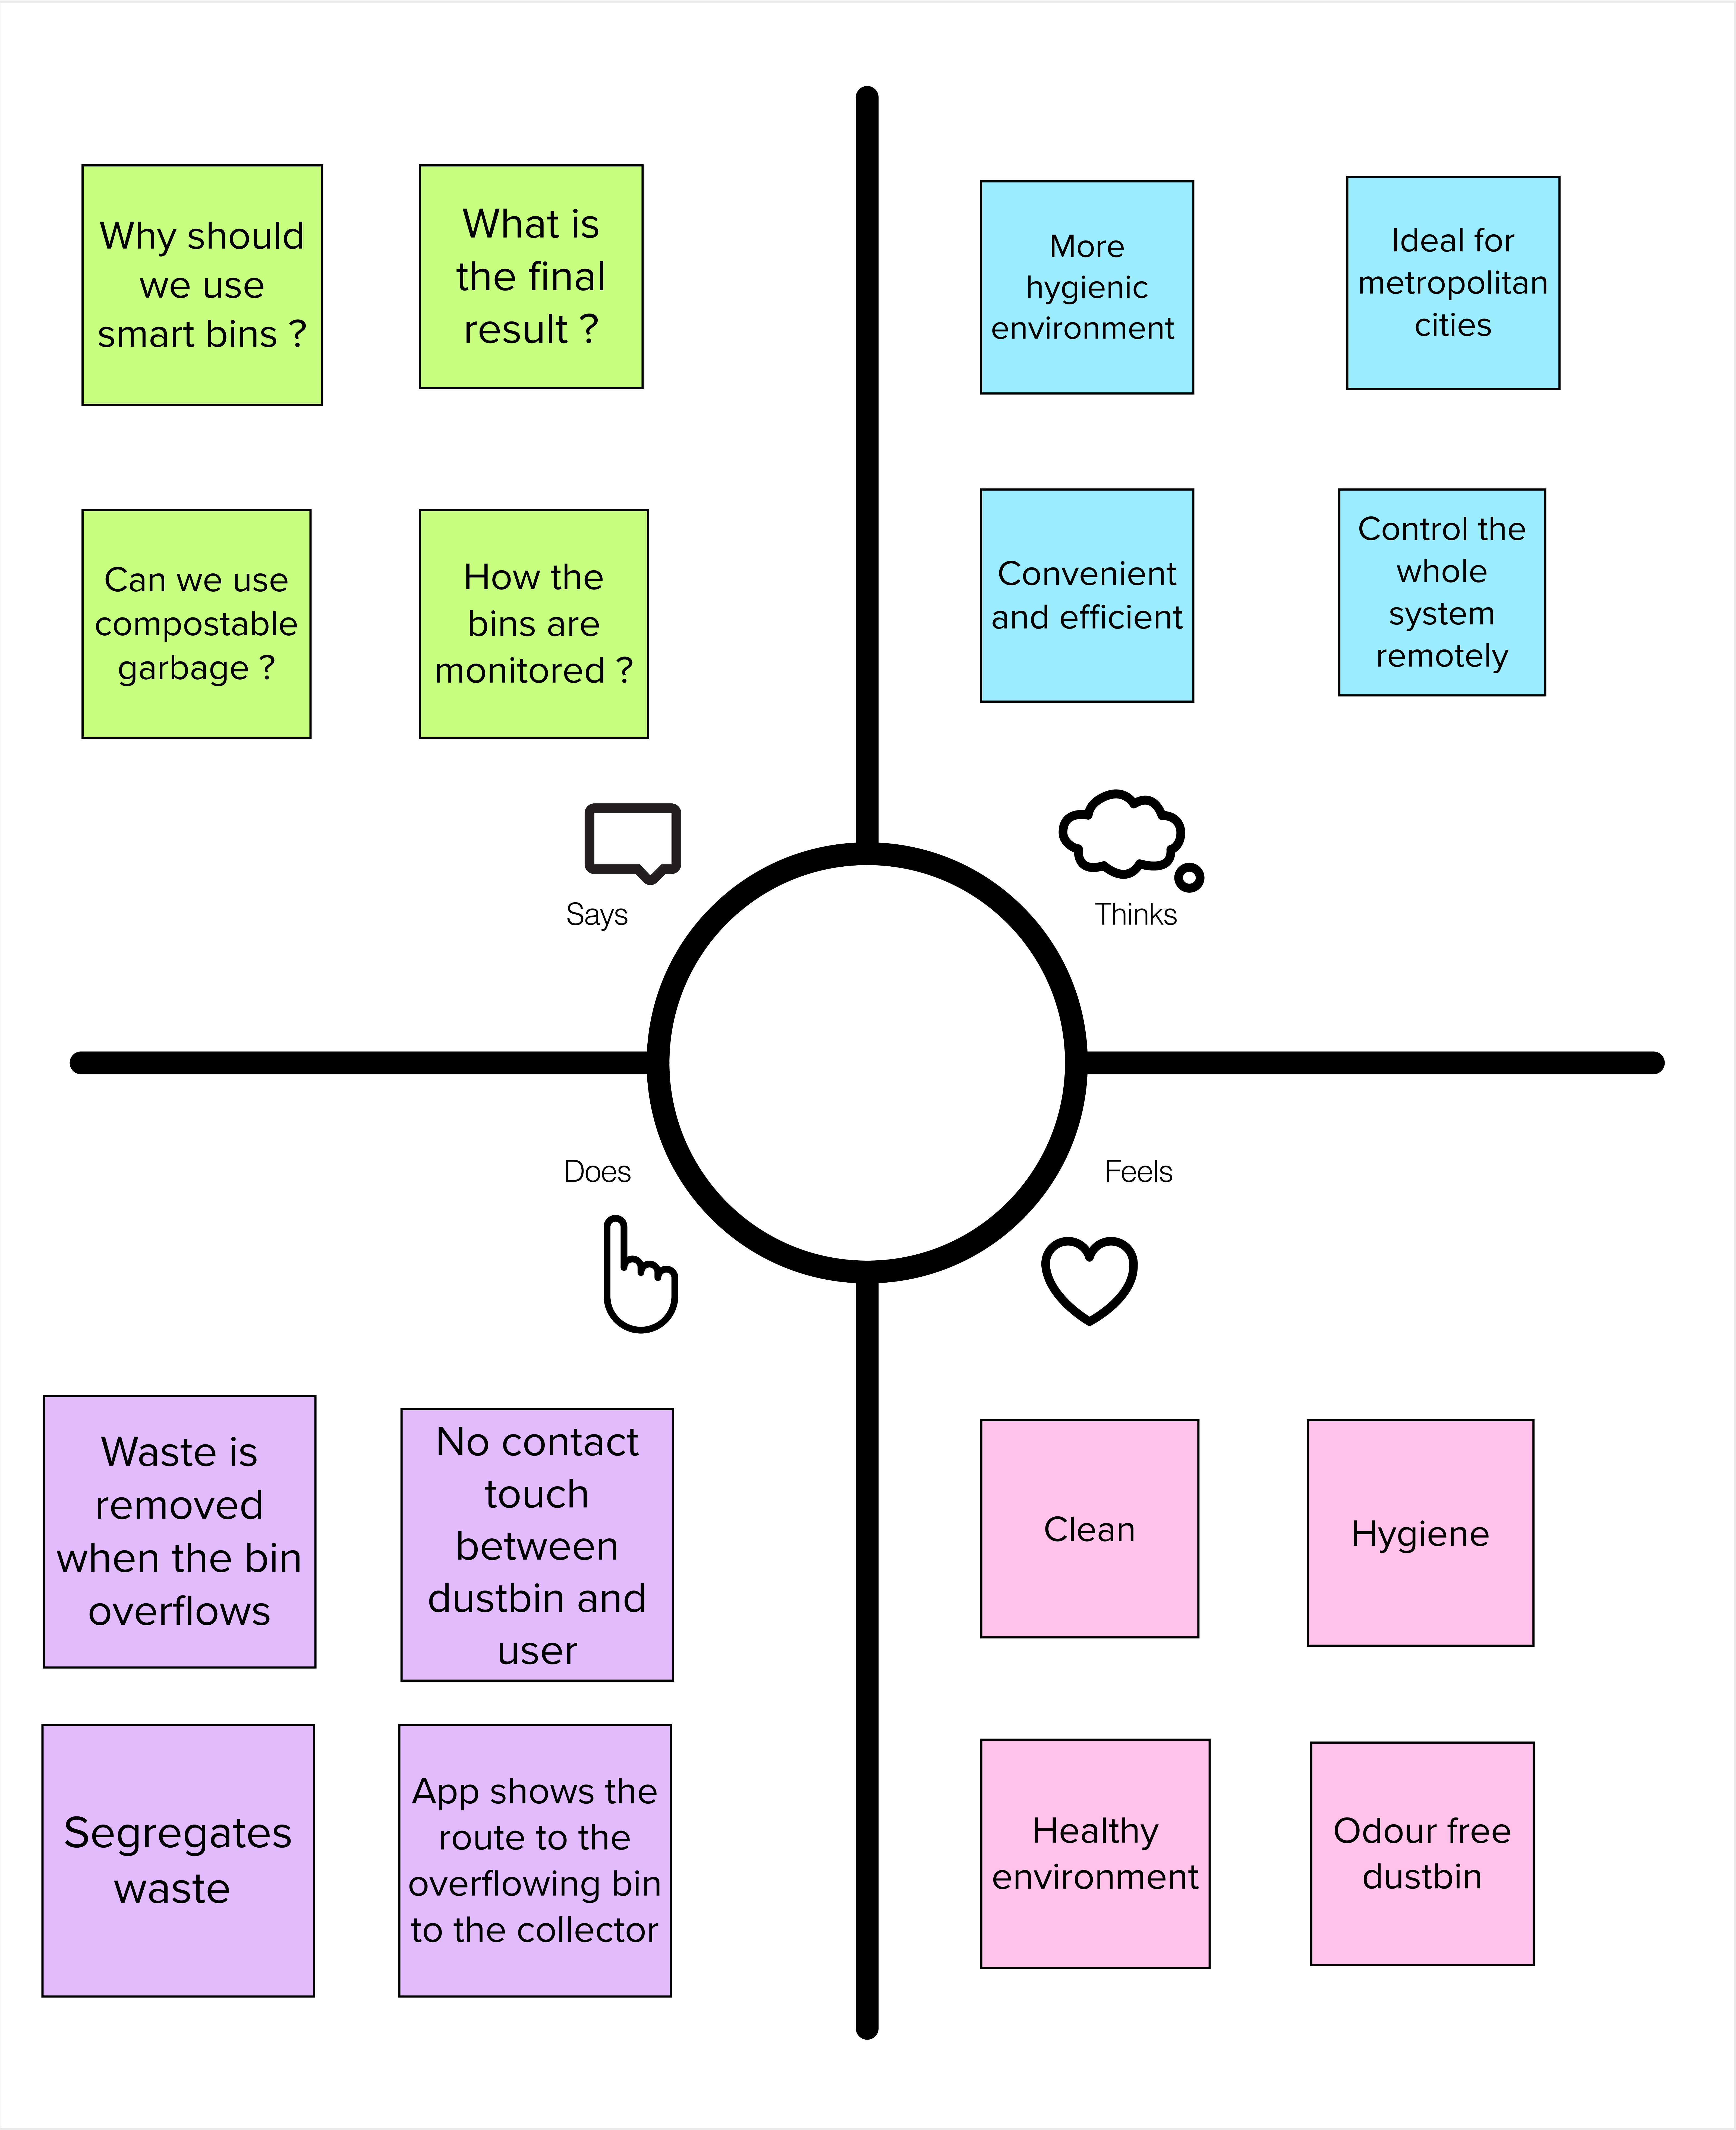 Why should
we use
smart bins ?
What is
the final
result ?
Can we use
compostable
garbage ?
How the
bins are
monitored ?
Says
More
hygienic
environment
Ideal for
metropolitan
cities
Convenient
and efficient
Control the
whole
system
remotely
Thinks
Does
Waste is
removed
when the bin
overflows
No contact
touch
between
dustbin and
user
Segregates
waste
App shows the
route to the
overflowing bin
to the collector
Feels
Clean
Hygiene
Healthy
environment
Odour free
dustbin